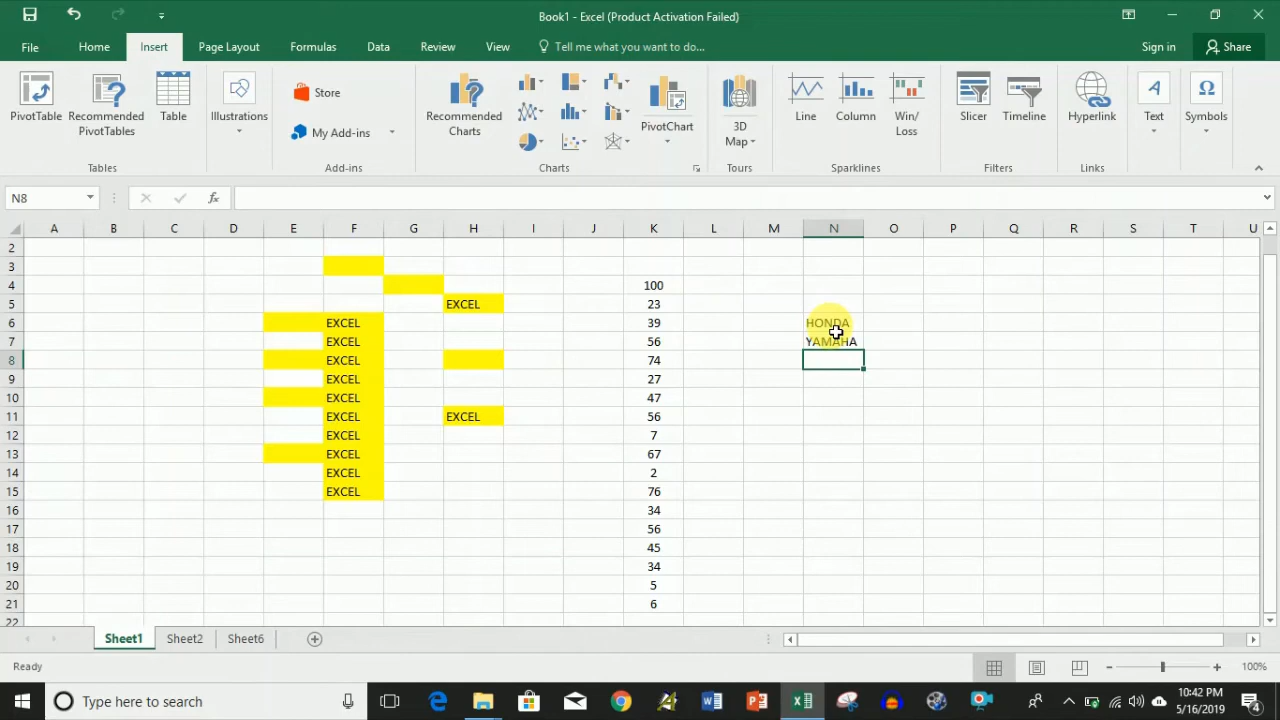 Book1 - Excel (Product Activation Failed)
File Home Insert Page Layout Formulas Data Review View Tell me what you want to do... Sign in Share
PivotTable
Recommended PivotTables
Table
Illustrations
Store
My Add-ins
Recommended Charts
PivotChart
3D Map
Line
Column
Win/Loss
Slicer
Timeline
Hyperlink
Text
Symbols
Tables Add-ins Charts Tours Sparklines Filters Links
N8 fx
A B C D E F G H I J K L M N O P Q R S T U
2
3
4 100
5 EXCEL 23
6 EXCEL 39 HONDA
7 EXCEL 56 YAMAHA
8 EXCEL 74
9 EXCEL 27
10 EXCEL 47
11 EXCEL EXCEL 56
12 EXCEL 7
13 EXCEL 67
14 EXCEL 2
15 EXCEL 76
16 34
17 56
18 45
19 34
20 5
21 6
22
Sheet1 Sheet2 Sheet6
Ready 100%
Type here to search
10:42 PM
5/16/2019
4